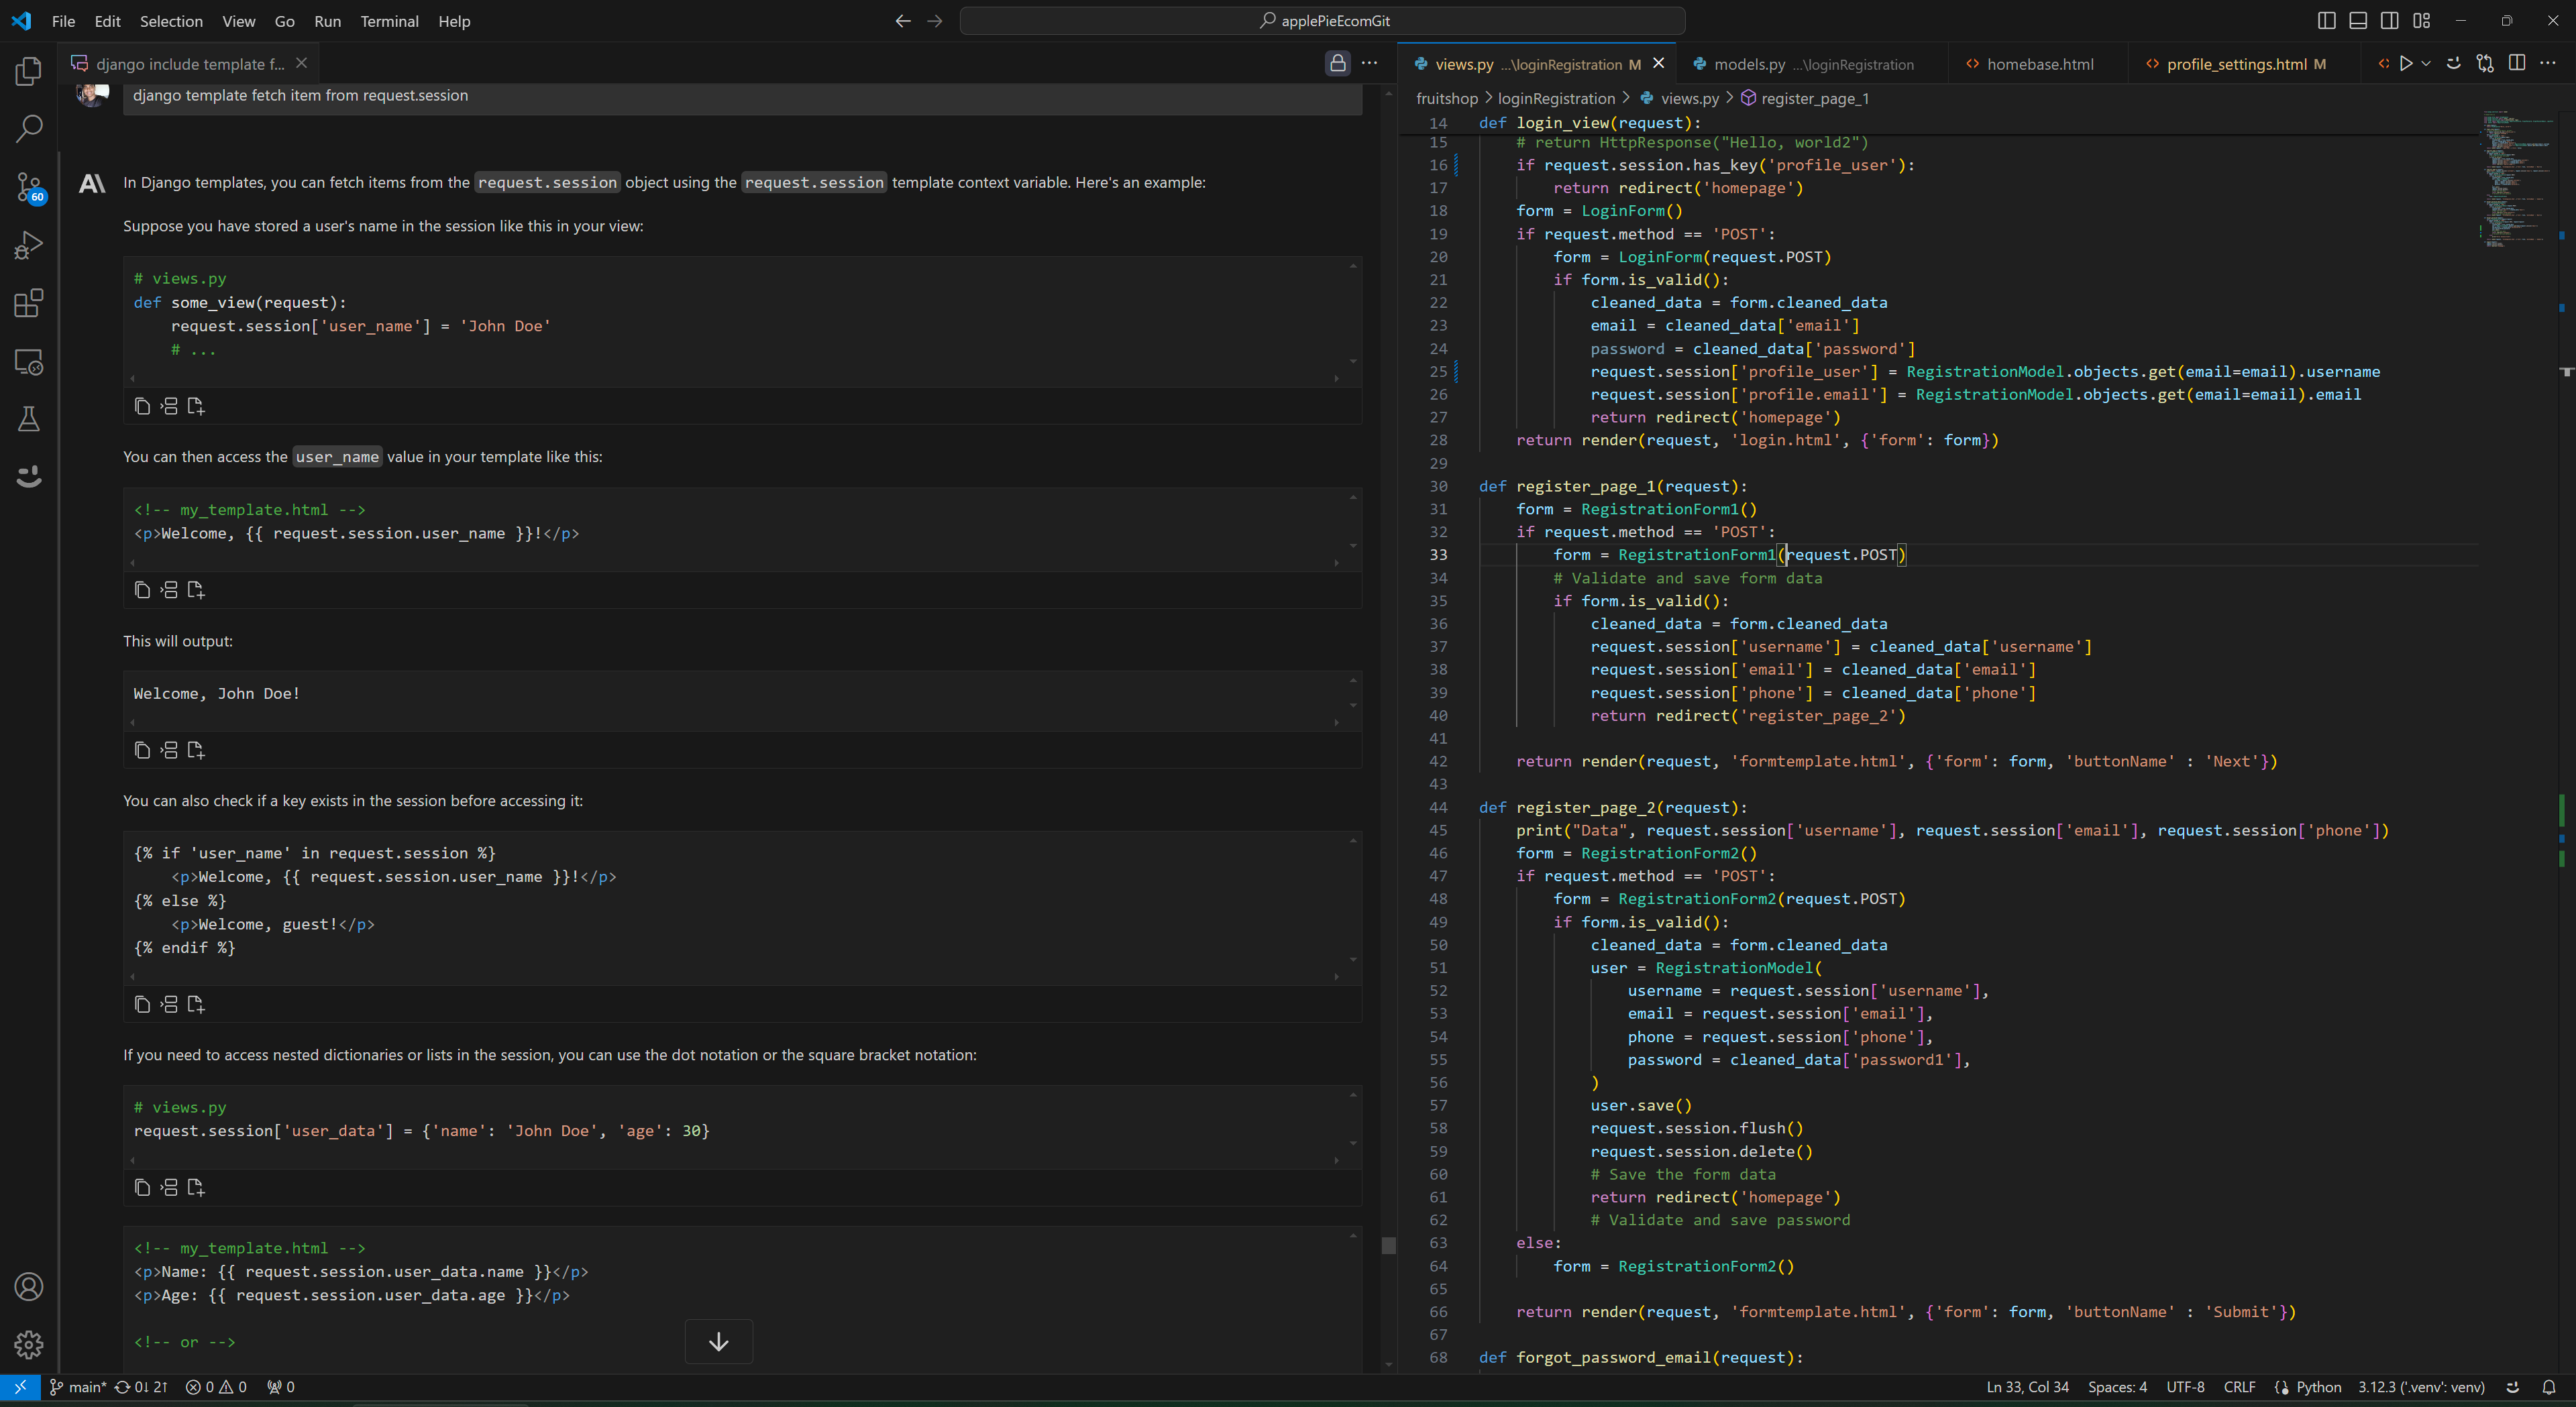 File Edit Selection View Go Run Terminal Help
applePieEcomGit
django include template f...
views.py ...\loginRegistration M
models.py ...\loginRegistration
homebase.html
profile_settings.html M
django template fetch item from request.session
In Django templates, you can fetch items from the request.session object using the request.session template context variable. Here's an example:
Suppose you have stored a user's name in the session like this in your view:
# views.py
def some_view(request):
request.session['user_name'] = 'John Doe'
# ...
You can then access the user_name value in your template like this:
<!-- my_template.html -->
<p>Welcome, {{ request.session.user_name }}!</p>
This will output:
Welcome, John Doe!
You can also check if a key exists in the session before accessing it:
{% if 'user_name' in request.session %}
<p>Welcome, {{ request.session.user_name }}!</p>
{% else %}
<p>Welcome, guest!</p>
{% endif %}
If you need to access nested dictionaries or lists in the session, you can use the dot notation or the square bracket notation:
# views.py
request.session['user_data'] = {'name': 'John Doe', 'age': 30}
<!-- my_template.html -->
<p>Name: {{ request.session.user_data.name }}</p>
<p>Age: {{ request.session.user_data.age }}</p>
<!-- or -->
60
fruitshop > loginRegistration > views.py > register_page_1
14 def login_view(request):
15 # return HttpResponse("Hello, world2")
16 if request.session.has_key('profile_user'):
17 return redirect('homepage')
18 form = LoginForm()
19 if request.method == 'POST':
20 form = LoginForm(request.POST)
21 if form.is_valid():
22 cleaned_data = form.cleaned_data
23 email = cleaned_data['email']
24 password = cleaned_data['password']
25 request.session['profile_user'] = RegistrationModel.objects.get(email=email).username
26 request.session['profile.email'] = RegistrationModel.objects.get(email=email).email
27 return redirect('homepage')
28 return render(request, 'login.html', {'form': form})
29
30 def register_page_1(request):
31 form = RegistrationForm1()
32 if request.method == 'POST':
33 form = RegistrationForm1(request.POST)
34 # Validate and save form data
35 if form.is_valid():
36 cleaned_data = form.cleaned_data
37 request.session['username'] = cleaned_data['username']
38 request.session['email'] = cleaned_data['email']
39 request.session['phone'] = cleaned_data['phone']
40 return redirect('register_page_2')
41
42 return render(request, 'formtemplate.html', {'form': form, 'buttonName' : 'Next'})
43
44 def register_page_2(request):
45 print("Data", request.session['username'], request.session['email'], request.session['phone'])
46 form = RegistrationForm2()
47 if request.method == 'POST':
48 form = RegistrationForm2(request.POST)
49 if form.is_valid():
50 cleaned_data = form.cleaned_data
51 user = RegistrationModel(
52 username = request.session['username'],
53 email = request.session['email'],
54 phone = request.session['phone'],
55 password = cleaned_data['password1'],
56 )
57 user.save()
58 request.session.flush()
59 request.session.delete()
60 # Save the form data
61 return redirect('homepage')
62 # Validate and save password
63 else:
64 form = RegistrationForm2()
65
66 return render(request, 'formtemplate.html', {'form': form, 'buttonName' : 'Submit'})
67
68 def forgot_password_email(request):
main* 0↓ 2↑ 0 0 0
Ln 33, Col 34 Spaces: 4 UTF-8 CRLF Python 3.12.3 ('.venv': venv)